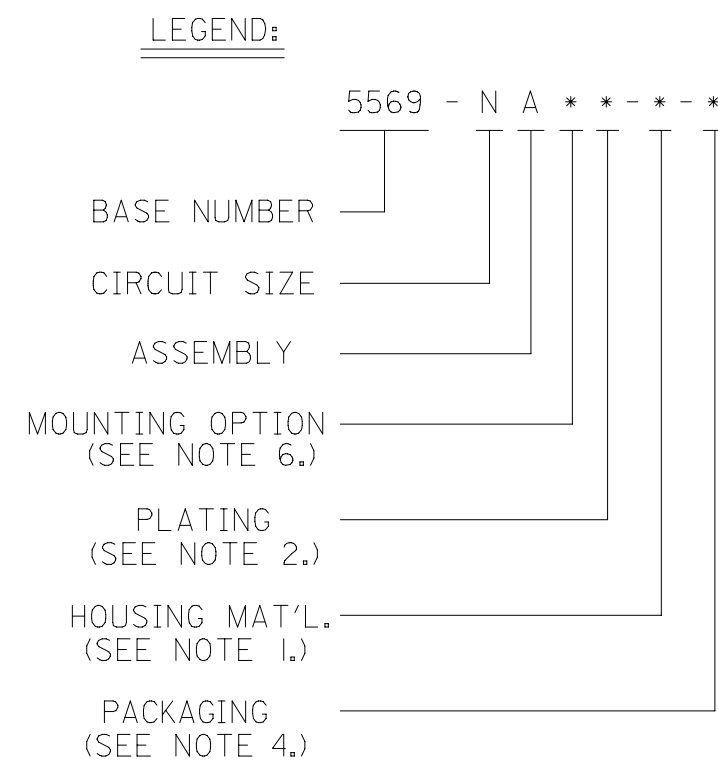 LEGEND:
5569 - N A * * - * - *
BASE NUMBER
CIRCUIT SIZE
ASSEMBLY
MOUNTING OPTION
(SEE NOTE 6.)
PLATING
(SEE NOTE 2.)
HOUSING MAT'L.
(SEE NOTE 1.)
PACKAGING
(SEE NOTE 4.)